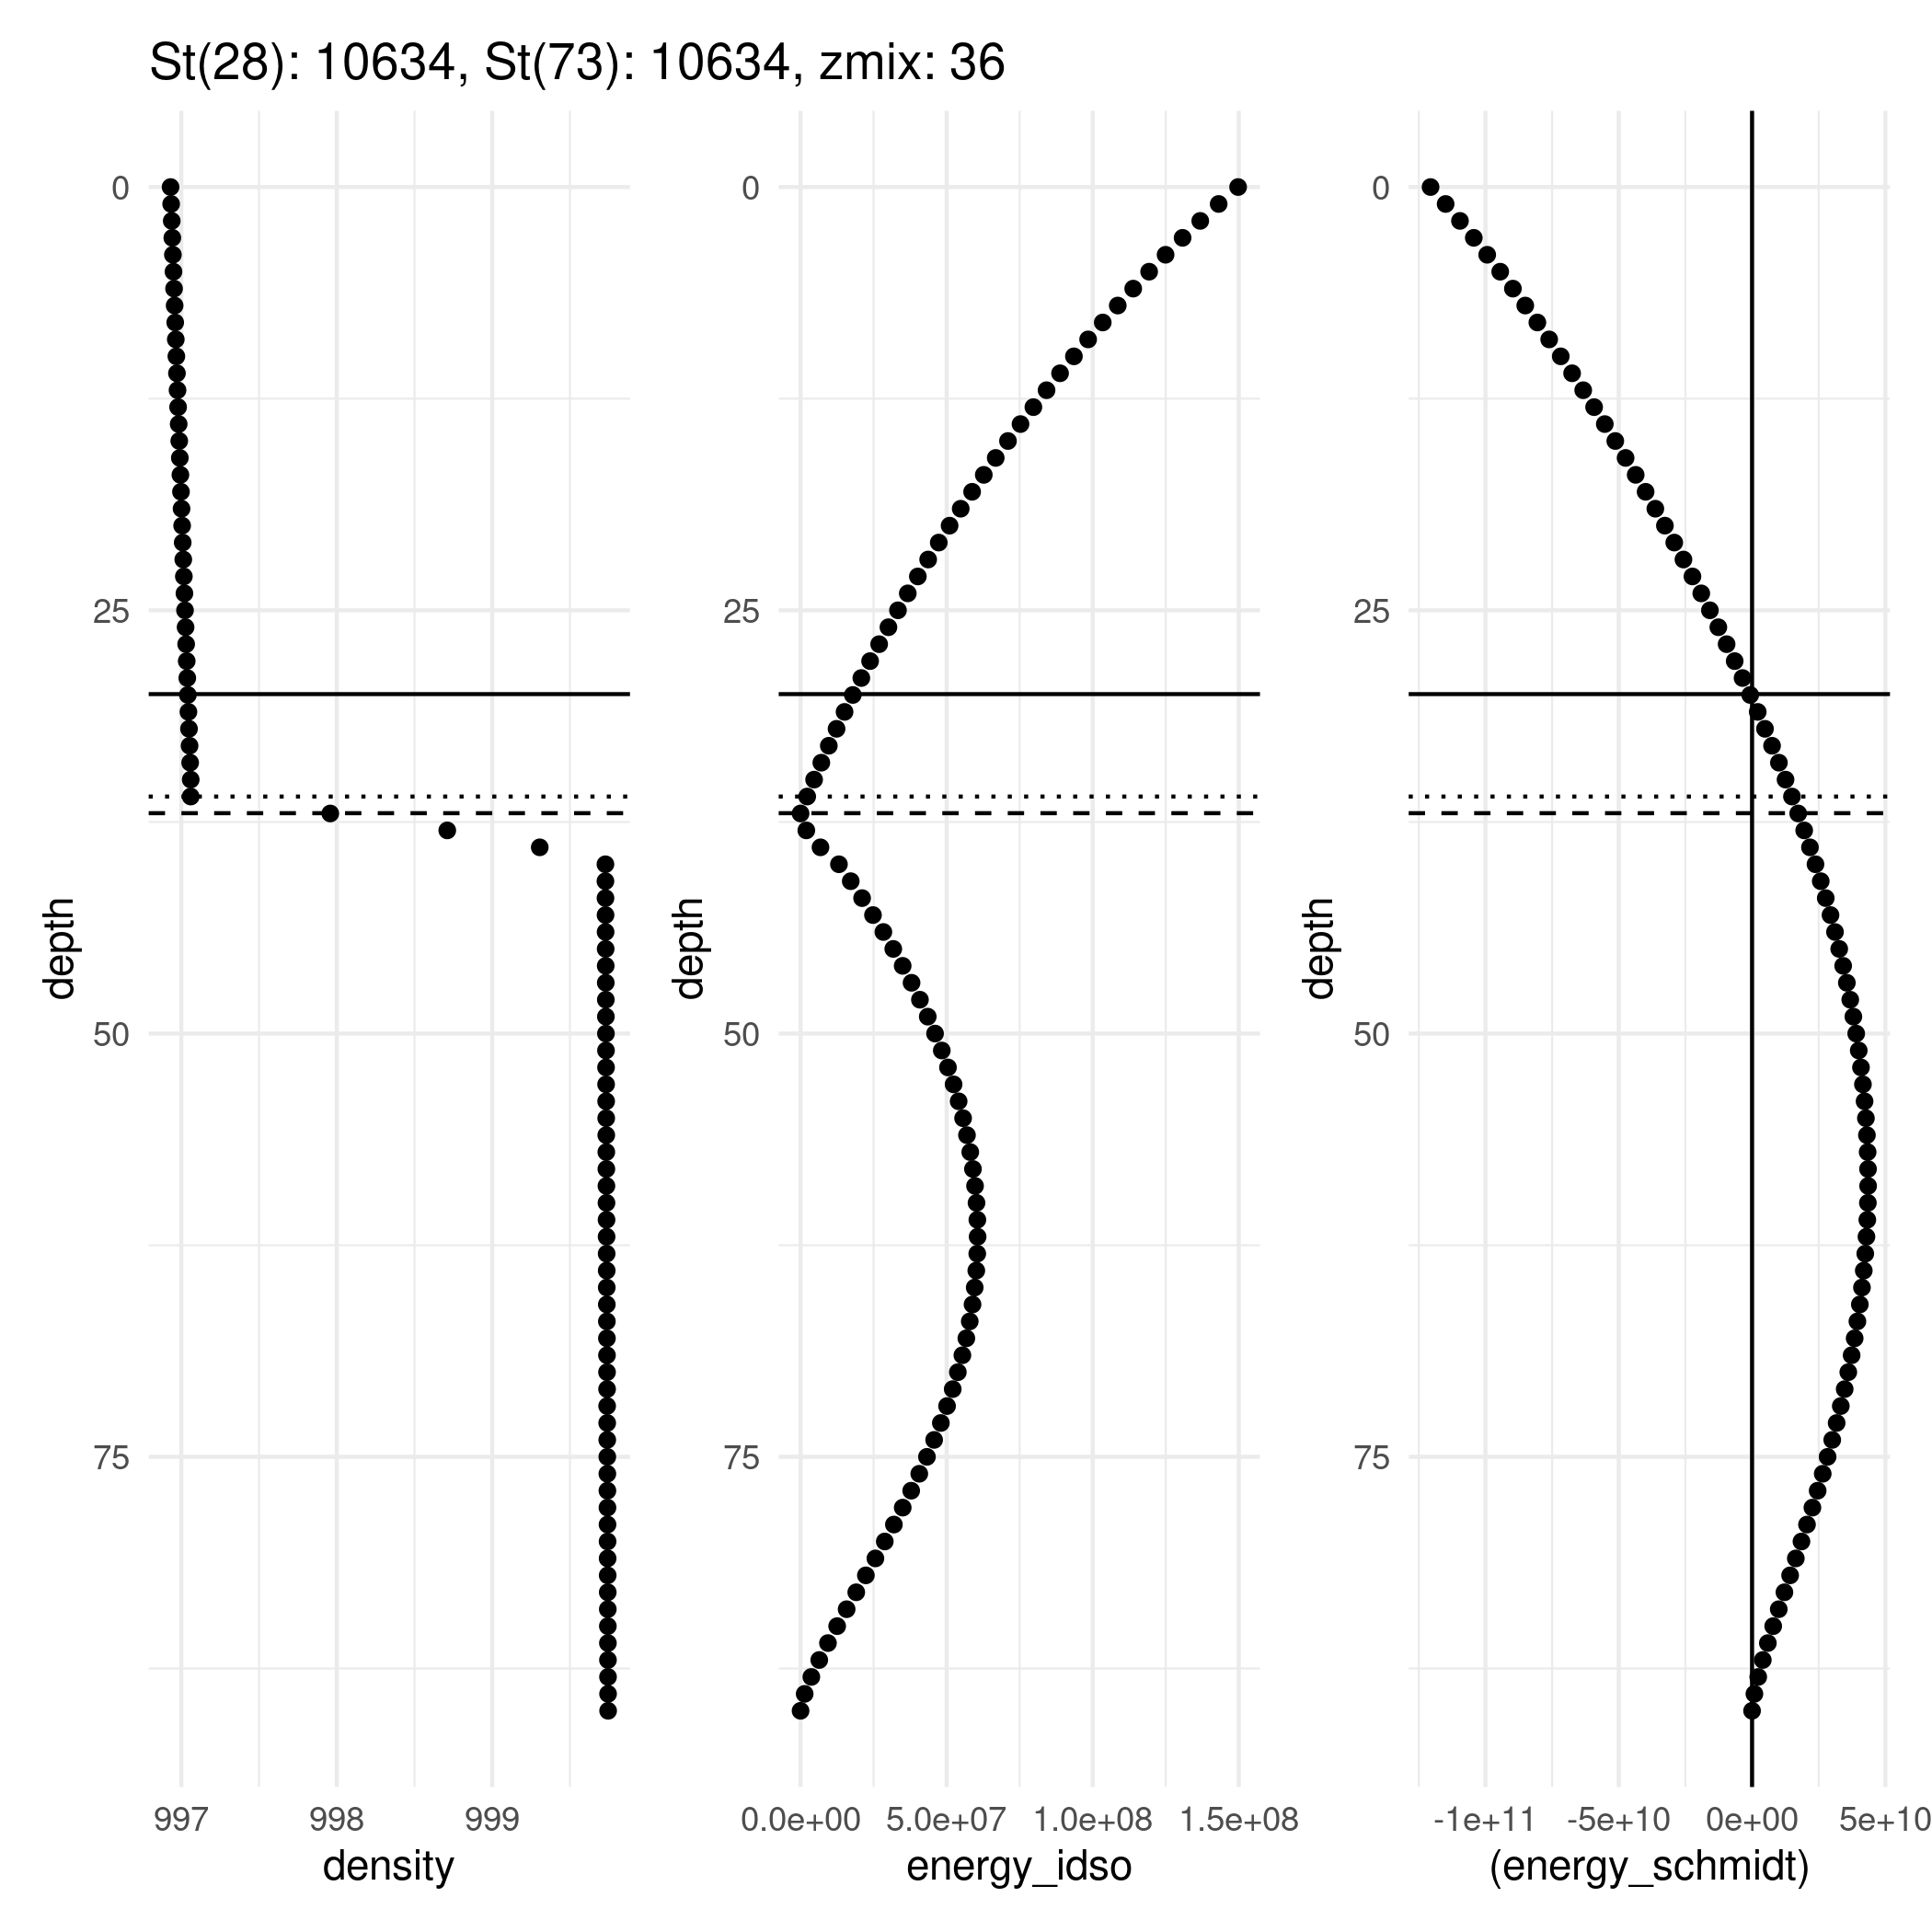 St(28): 10634, St(73): 10634, zmix: 36
depth
0
25
50
75
997 998 999
density
depth
0
25
50
75
0.0e+00 5.0e+07 1.0e+08 1.5e+08
energy_idso
depth
0
25
50
75
-1e+11 -5e+10 0e+00 5e+10
(energy_schmidt)